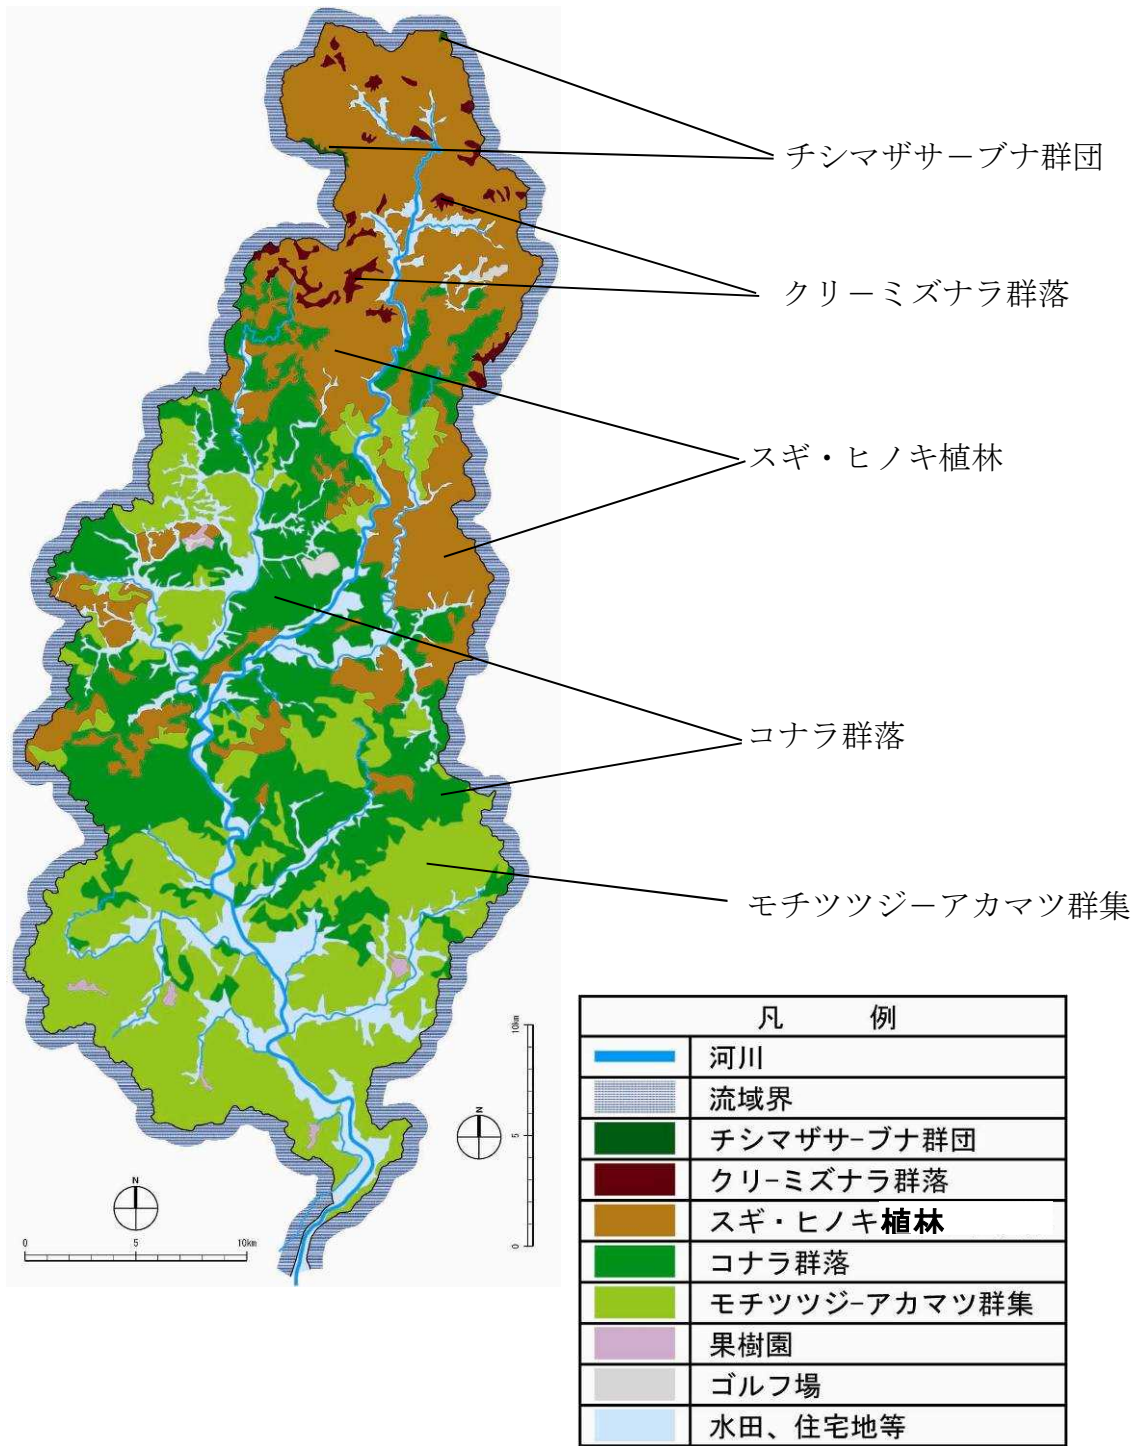 チシマザサーブナ群団
クリーミズナラ群落
スギ・ヒノキ植林
コナラ群落
モチツツジーアカマツ群集
凡 例
河川
流域界
チシマザサ-ブナ群団
クリ-ミズナラ群落
スギ・ヒノキ植林
コナラ群落
モチツツジ-アカマツ群集
果樹園
ゴルフ場
水田、住宅地等
10km
5
0
N
N
0 5 10km